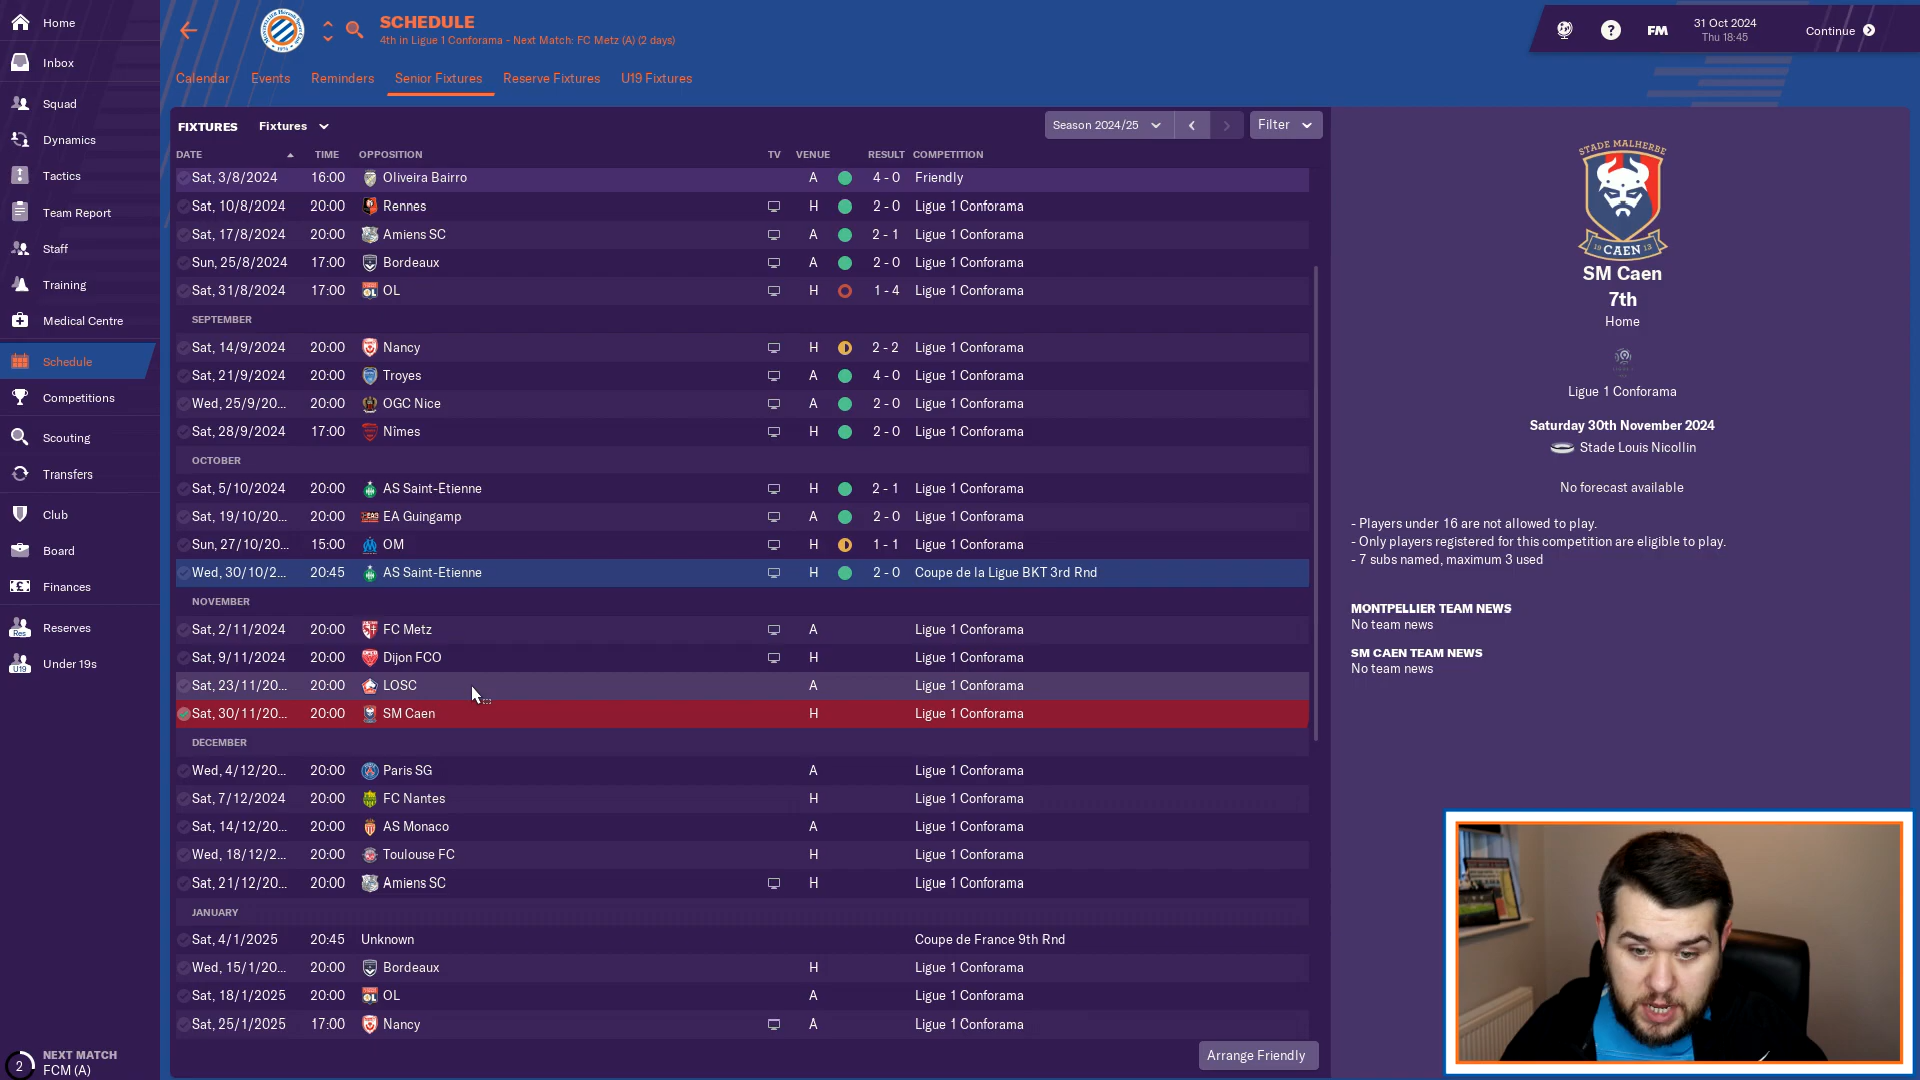 Home
Inbox
Squad
Dynamics
Tactics
Team Report
Staff
Training
Medical Centre
Schedule
Competitions
Scouting
Transfers
Club
Board
Finances
Res
Reserves
U19
Under 19s
2
NEXT MATCH
FCM (A)
SCHEDULE
4th in Ligue 1 Conforama - Next Match: FC Metz (A) (2 days)
? FM 31 Oct 2024
Thu 18:45
Continue
Calendar Events Reminders Senior Fixtures Reserve Fixtures U19 Fixtures
FIXTURES Fixtures Season 2024/25 Filter
DATE TIME OPPOSITION TV VENUE RESULT COMPETITION
Sat, 3/8/2024 16:00 Oliveira Bairro A 4 - 0 Friendly
Sat, 10/8/2024 20:00 Rennes H 2 - 0 Ligue 1 Conforama
Sat, 17/8/2024 20:00 Amiens SC A 2 - 1 Ligue 1 Conforama
Sun, 25/8/2024 17:00 Bordeaux A 2 - 0 Ligue 1 Conforama
Sat, 31/8/2024 17:00 OL H 1 - 4 Ligue 1 Conforama
SEPTEMBER
Sat, 14/9/2024 20:00 Nancy H 2 - 2 Ligue 1 Conforama
Sat, 21/9/2024 20:00 Troyes A 4 - 0 Ligue 1 Conforama
Wed, 25/9/20... 20:00 OGC Nice A 2 - 0 Ligue 1 Conforama
Sat, 28/9/2024 17:00 Nîmes H 2 - 0 Ligue 1 Conforama
OCTOBER
Sat, 5/10/2024 20:00 AS Saint-Etienne H 2 - 1 Ligue 1 Conforama
Sat, 19/10/20... 20:00 EA Guingamp A 2 - 0 Ligue 1 Conforama
Sun, 27/10/20... 15:00 OM H 1 - 1 Ligue 1 Conforama
Wed, 30/10/2... 20:45 AS Saint-Etienne H 2 - 0 Coupe de la Ligue BKT 3rd Rnd
NOVEMBER
Sat, 2/11/2024 20:00 FC Metz A Ligue 1 Conforama
Sat, 9/11/2024 20:00 Dijon FCO H Ligue 1 Conforama
Sat, 23/11/20... 20:00 LOSC A Ligue 1 Conforama
Sat, 30/11/20... 20:00 SM Caen H Ligue 1 Conforama
DECEMBER
Wed, 4/12/20... 20:00 Paris SG A Ligue 1 Conforama
Sat, 7/12/2024 20:00 FC Nantes H Ligue 1 Conforama
Sat, 14/12/20... 20:00 AS Monaco A Ligue 1 Conforama
Wed, 18/12/2... 20:00 Toulouse FC H Ligue 1 Conforama
Sat, 21/12/20... 20:00 Amiens SC H Ligue 1 Conforama
JANUARY
Sat, 4/1/2025 20:45 Unknown Coupe de France 9th Rnd
Wed, 15/1/20... 20:00 Bordeaux H Ligue 1 Conforama
Sat, 18/1/2025 20:00 OL A Ligue 1 Conforama
Sat, 25/1/2025 17:00 Nancy A Ligue 1 Conforama
Arrange Friendly
STADE MALHERBE
19 CAEN 13
SM Caen
7th
Home
Ligue 1 Conforama
Saturday 30th November 2024
Stade Louis Nicollin
No forecast available
- Players under 16 are not allowed to play.
- Only players registered for this competition are eligible to play.
- 7 subs named, maximum 3 used
MONTPELLIER TEAM NEWS
No team news
SM CAEN TEAM NEWS
No team news